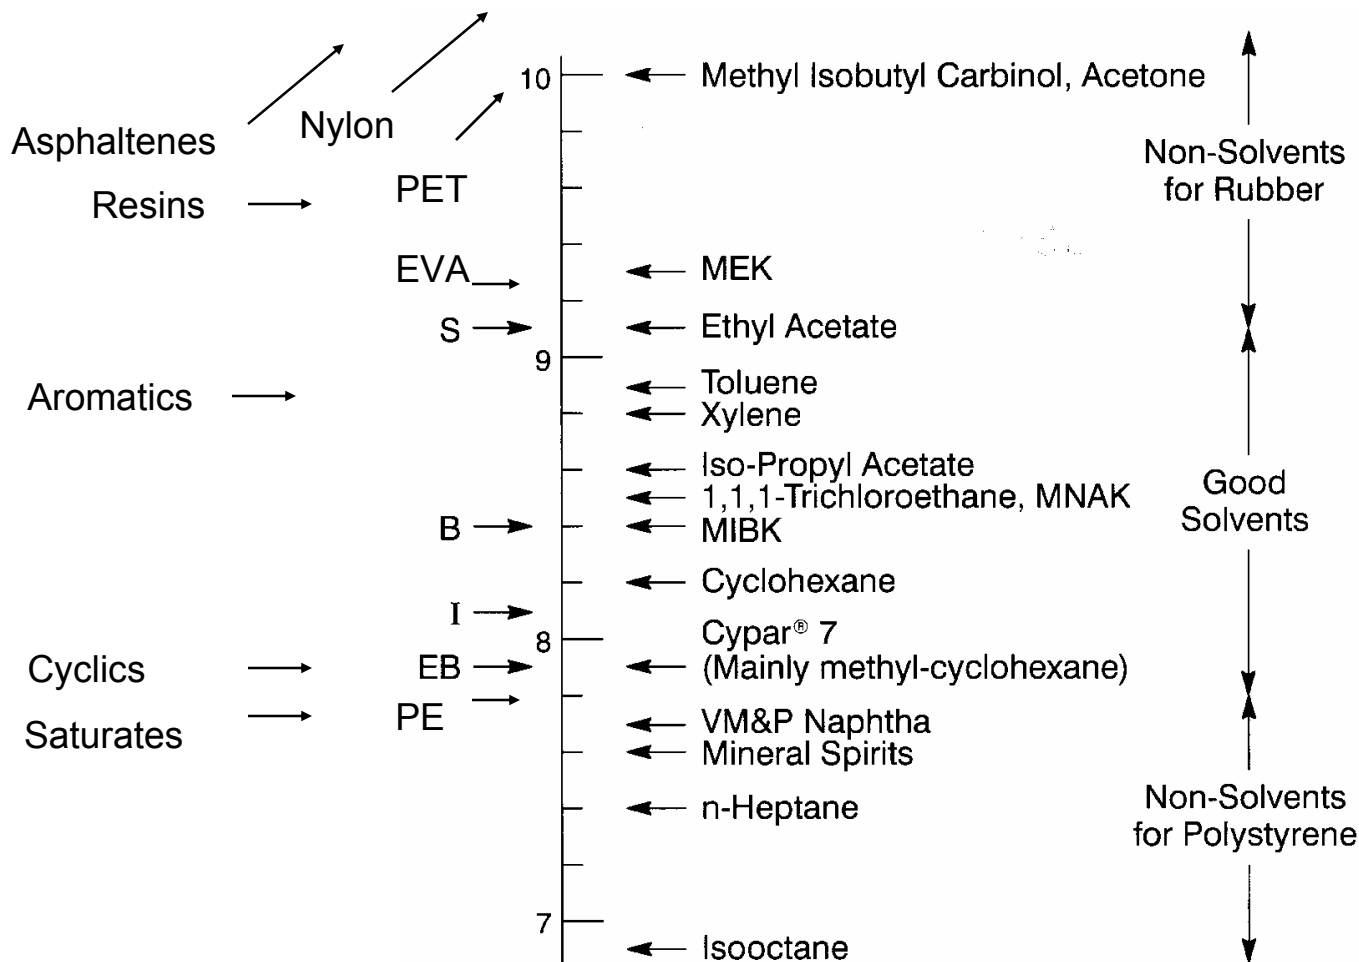 10
Methyl Isobutyl Carbinol, Acetone
Nylon
Asphaltenes
Non-Solvents
for Rubber
PET
Resins
EVA
MEK
S
Ethyl Acetate
9
Toluene
Aromatics
Xylene
Iso-Propyl Acetate
1,1,1-Trichloroethane, MNAK
Good
Solvents
B
MIBK
Cyclohexane
I
8
Cypar® 7
(Mainly methyl-cyclohexane)
Cyclics
EB
PE
VM&P Naphtha
Saturates
Mineral Spirits
n-Heptane
Non-Solvents
for Polystyrene
7
Isooctane